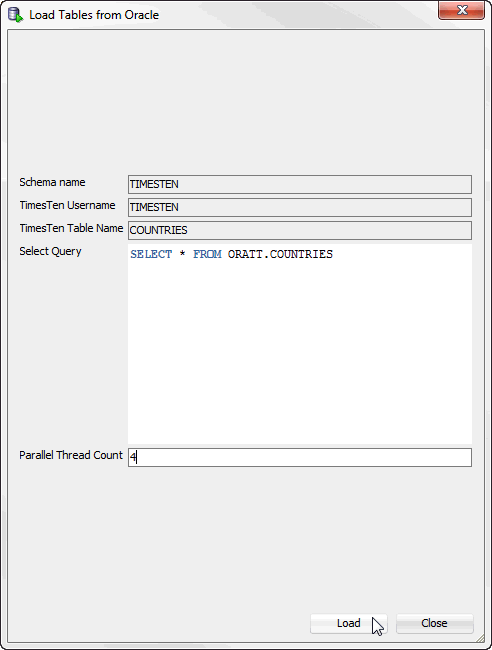 Load Tables from Oracle
Schema name TIMESTEN
TimesTen Username TIMESTEN
TimesTen Table Name COUNTRIES
Select Query SELECT * FROM ORATT.COUNTRIES
Parallel Thread Count 4
Load Close